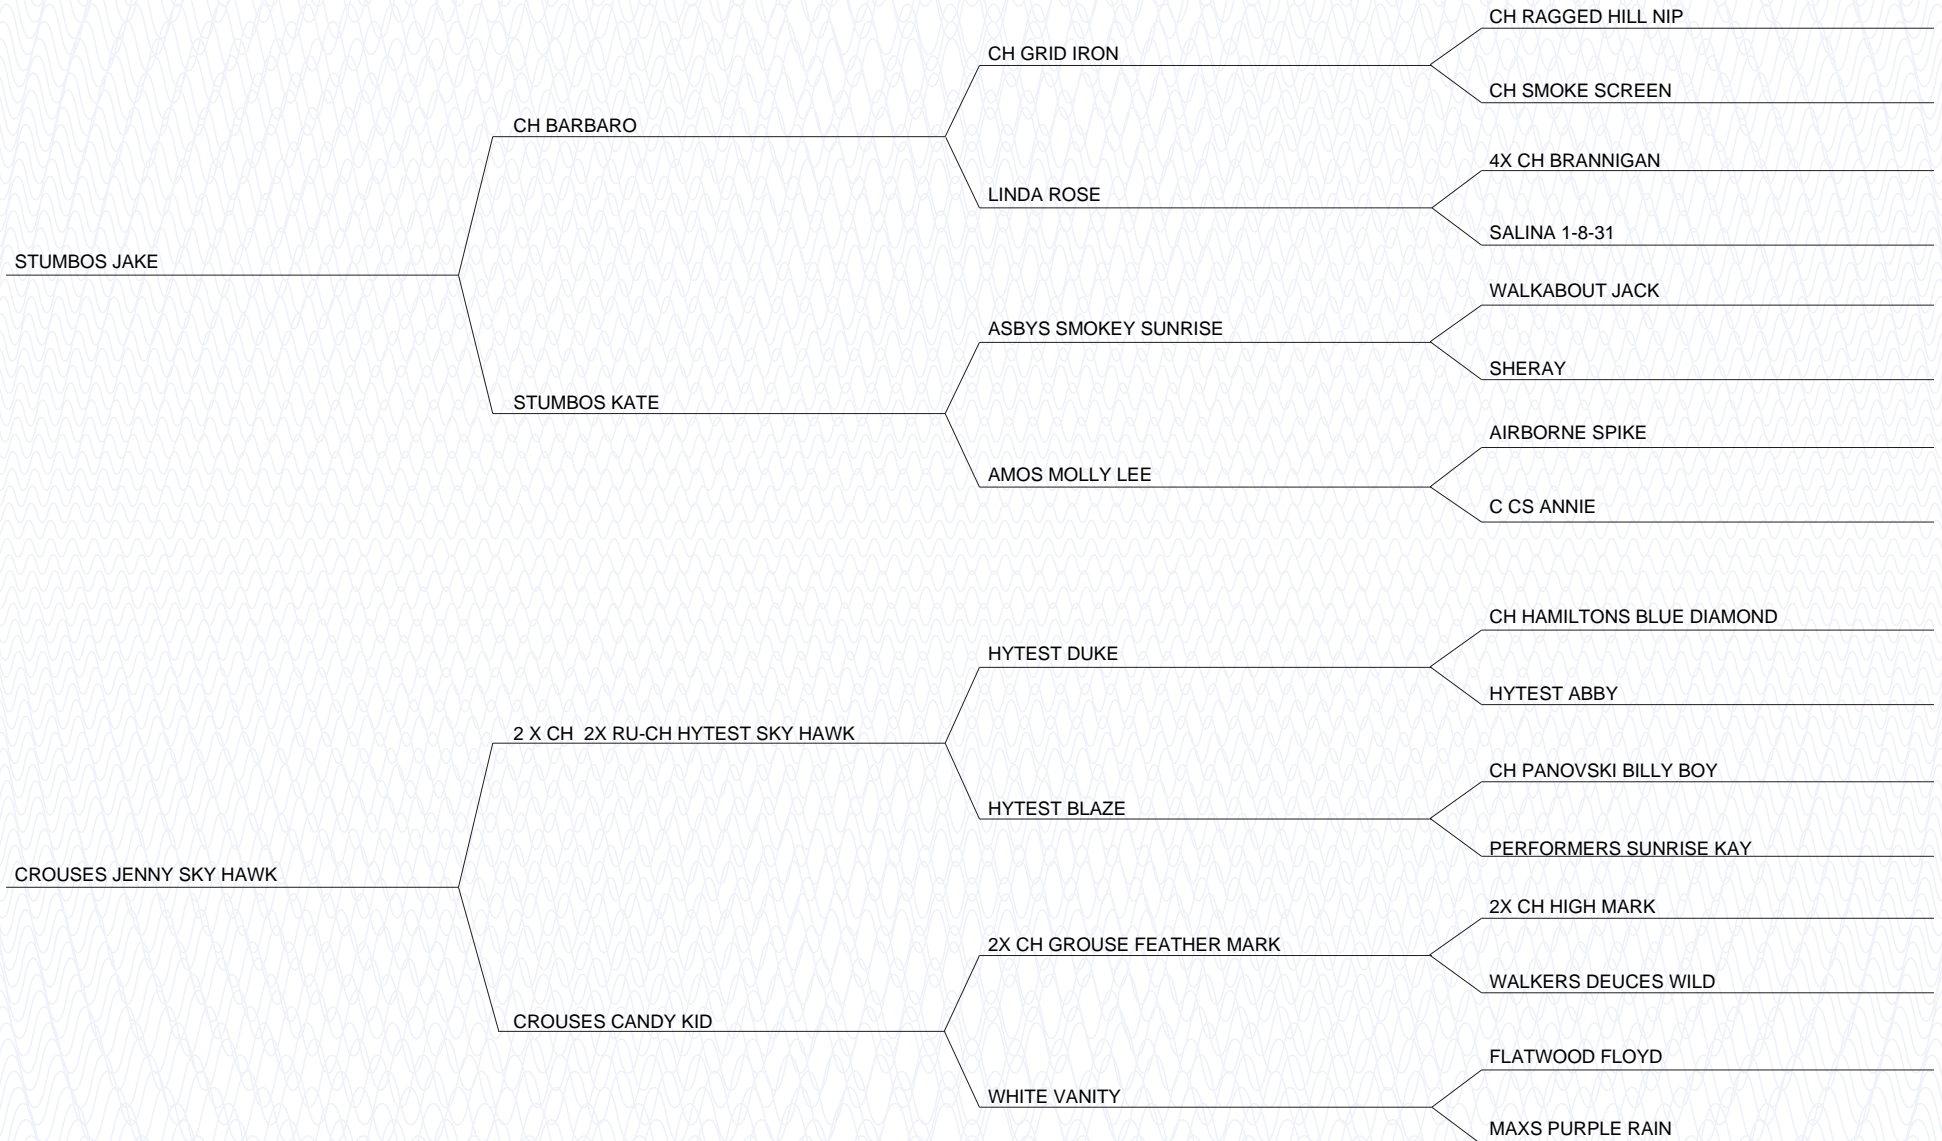 CH RAGGED HILL NIP
CH GRID IRON
CH SMOKE SCREEN
CH BARBARO
4X CH BRANNIGAN
LINDA ROSE
SALINA 1-8-31
STUMBOS JAKE
WALKABOUT JACK
ASBYS SMOKEY SUNRISE
SHERAY
STUMBOS KATE
AIRBORNE SPIKE
AMOS MOLLY LEE
C CS ANNIE
CH HAMILTONS BLUE DIAMOND
HYTEST DUKE
HYTEST ABBY
2 X CH  2X RU-CH HYTEST SKY HAWK
CH PANOVSKI BILLY BOY
HYTEST BLAZE
PERFORMERS SUNRISE KAY
CROUSES JENNY SKY HAWK
2X CH HIGH MARK
2X CH GROUSE FEATHER MARK
WALKERS DEUCES WILD
CROUSES CANDY KID
FLATWOOD FLOYD
WHITE VANITY
MAXS PURPLE RAIN